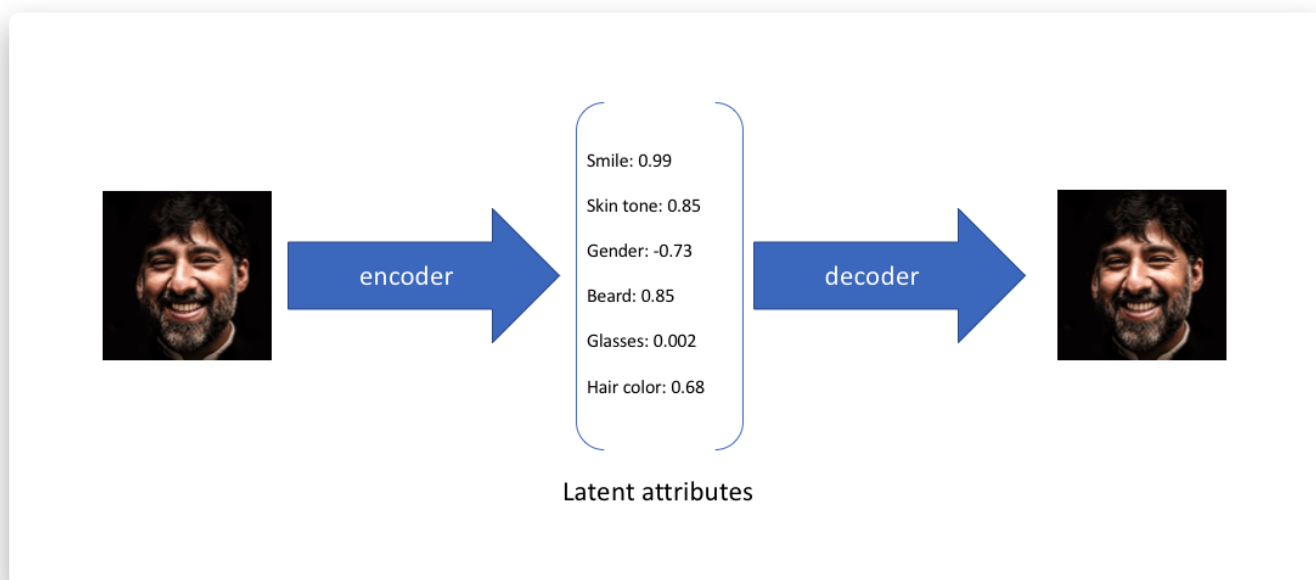 encoder
Smile: 0.99
Skin tone: 0.85
Gender: -0.73
Beard: 0.85
Glasses: 0.002
Hair color: 0.68
decoder
Latent attributes